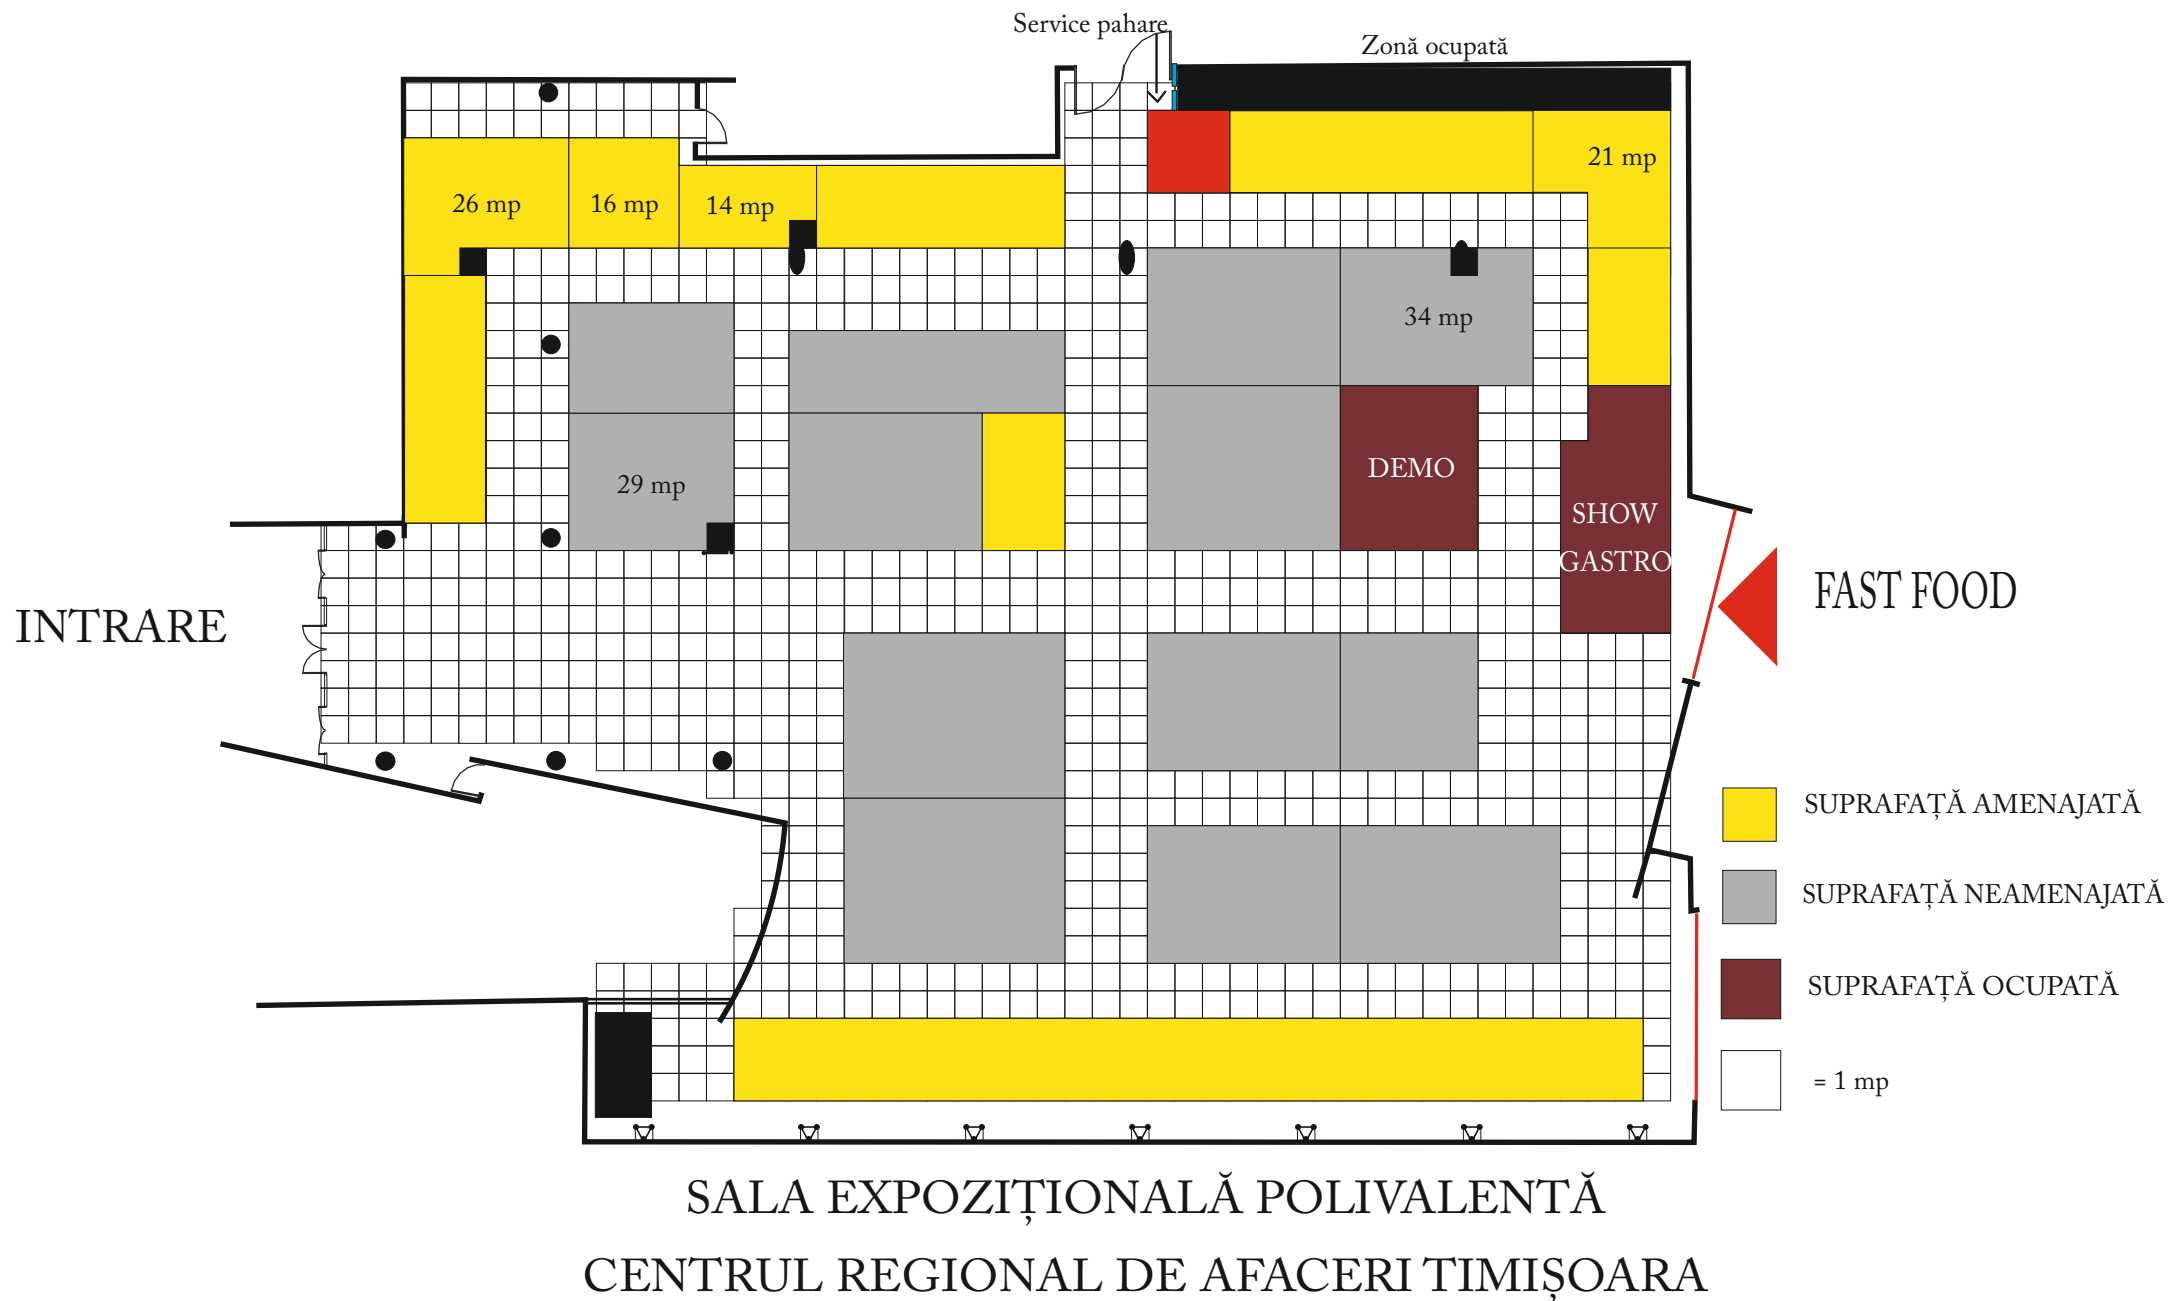 Service pahare
Zonă ocupată
21 mp
26 mp
16 mp
14 mp
34 mp
29 mp
DEMO
SHOW
GASTRO
INTRARE
FAST FOOD
SUPRAFAȚĂ AMENAJATĂ
SUPRAFAȚĂ NEAMENAJATĂ
SUPRAFAȚĂ OCUPATĂ
= 1 mp
SALA EXPOZIȚIONALĂ POLIVALENTĂ
CENTRUL REGIONAL DE AFACERI TIMIȘOARA